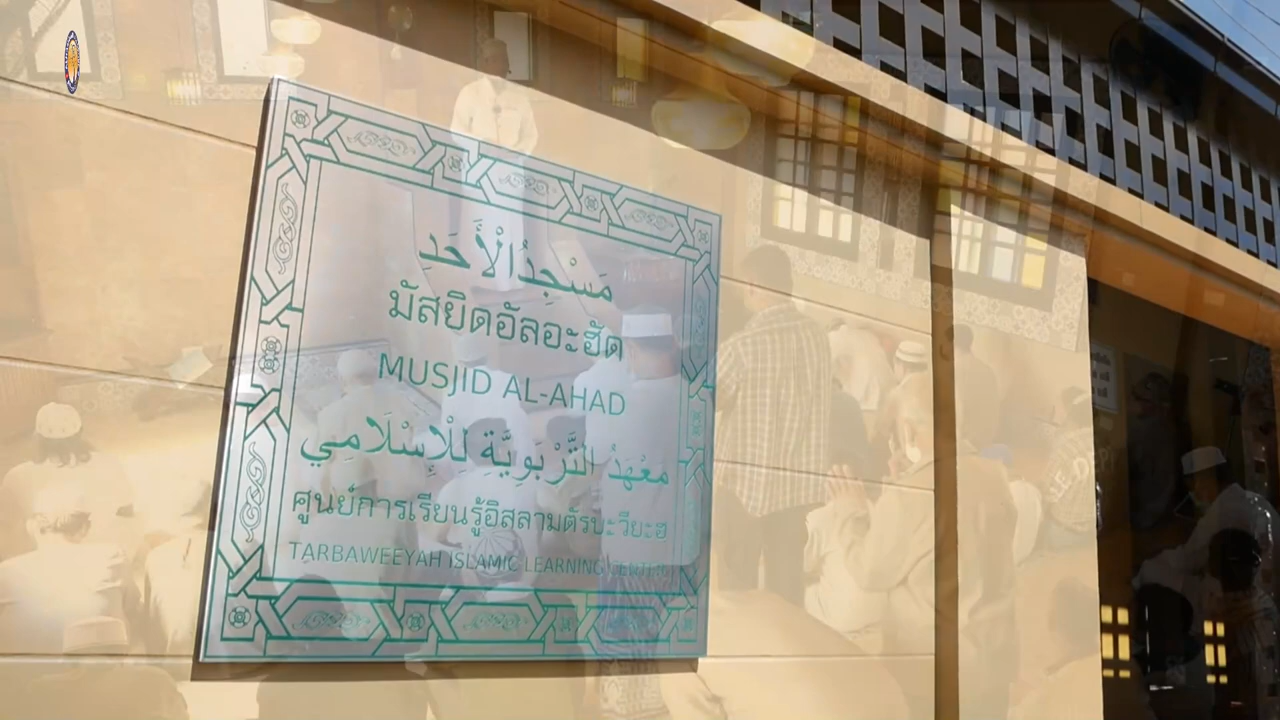 مَسْجِدُ الْأَحَدِ
มัสยิดอัลอะฮัด
MUSJID AL-AHAD
مَعْهَدُ التَّرْبَوِيَّةِ لِلْإِسْلَامِي
ศูนย์การเรียนรู้อิสลามตัรบะวียะฮ
TARBAWEEYAH ISLAMIC LEARNING CENTER